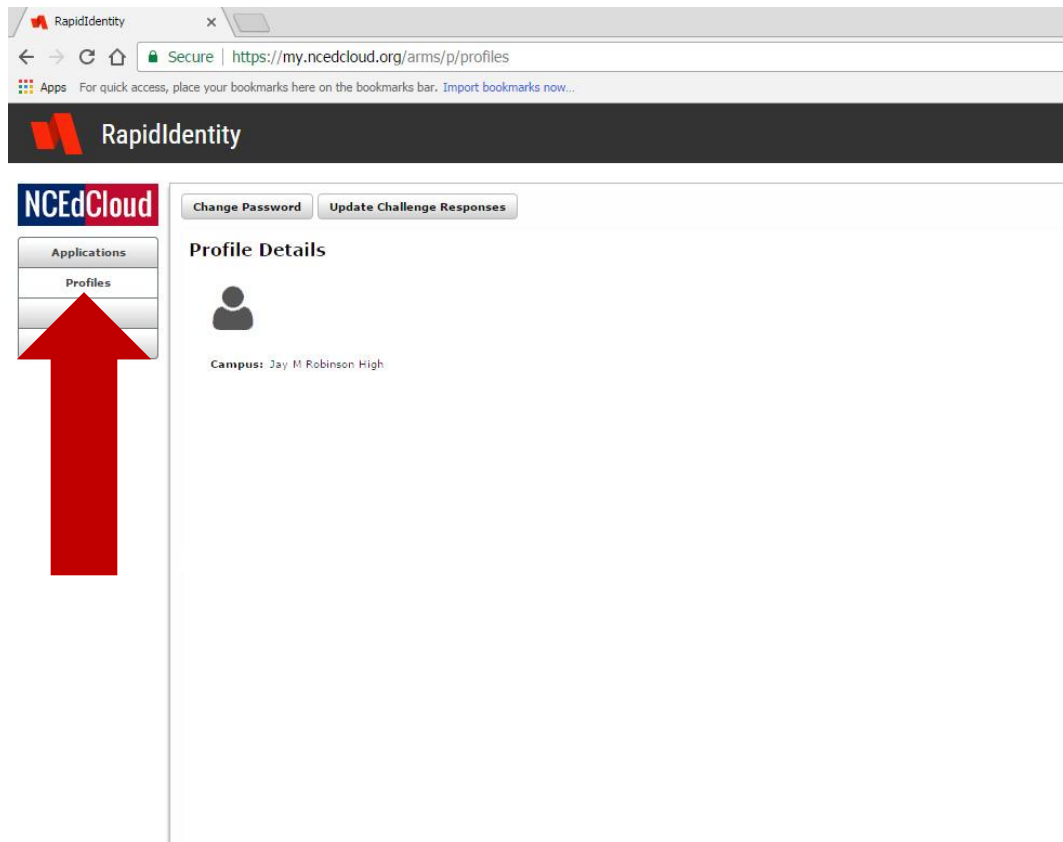 RapidIdentity
Secure | https://my.ncedcloud.org/arms/p/profiles
Apps For quick access, place your bookmarks here on the bookmarks bar. Import bookmarks now...
RapidIdentity
NCEdCloud
Change Password Update Challenge Responses
Applications
Profile Details
Profiles
Campus: Jay M Robinson High